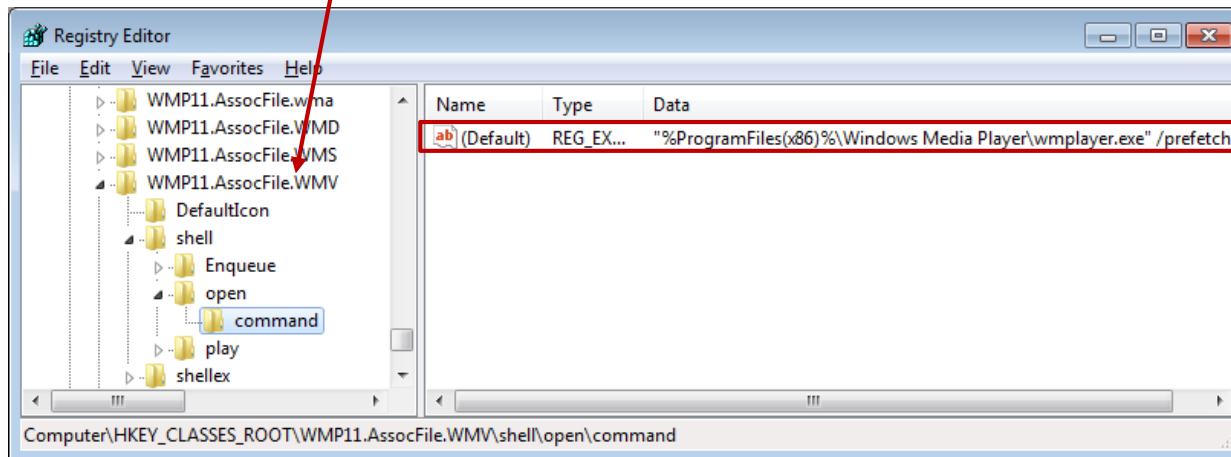 Registry Editor
File Edit View Favorites Help
WMP11.AssocFile.wma
WMP11.AssocFile.WMD
WMP11.AssocFile.WMS
WMP11.AssocFile.WMV
DefaultIcon
shell
Enqueue
open
command
play
shellex
Name Type Data
ab (Default) REG_EX... "%ProgramFiles(x86)%\Windows Media Player\wmplayer.exe" /prefetch
Computer\HKEY_CLASSES_ROOT\WMP11.AssocFile.WMV\shell\open\command